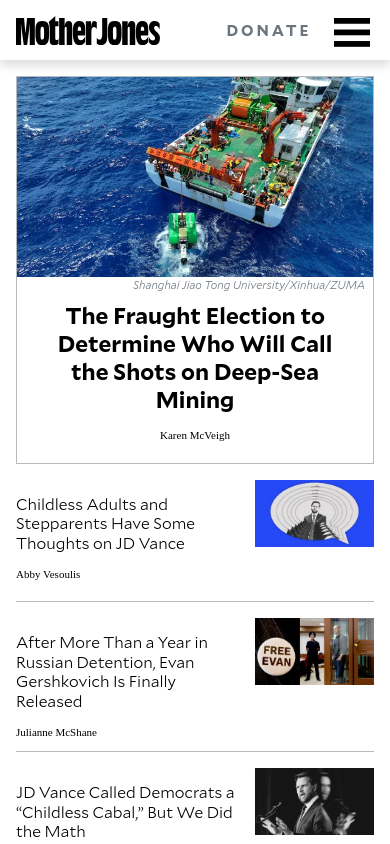 Mother Jones
DONATE
Shanghai Jiao Tong University/Xinhua/ZUMA
The Fraught Election to
Determine Who Will Call
the Shots on Deep-Sea
Mining
Karen McVeigh
Childless Adults and
Stepparents Have Some
Thoughts on JD Vance
Abby Vesoulis
After More Than a Year in
Russian Detention, Evan
Gershkovich Is Finally
Released
FREE
EVAN
Julianne McShane
JD Vance Called Democrats a
“Childless Cabal,” But We Did
the Math